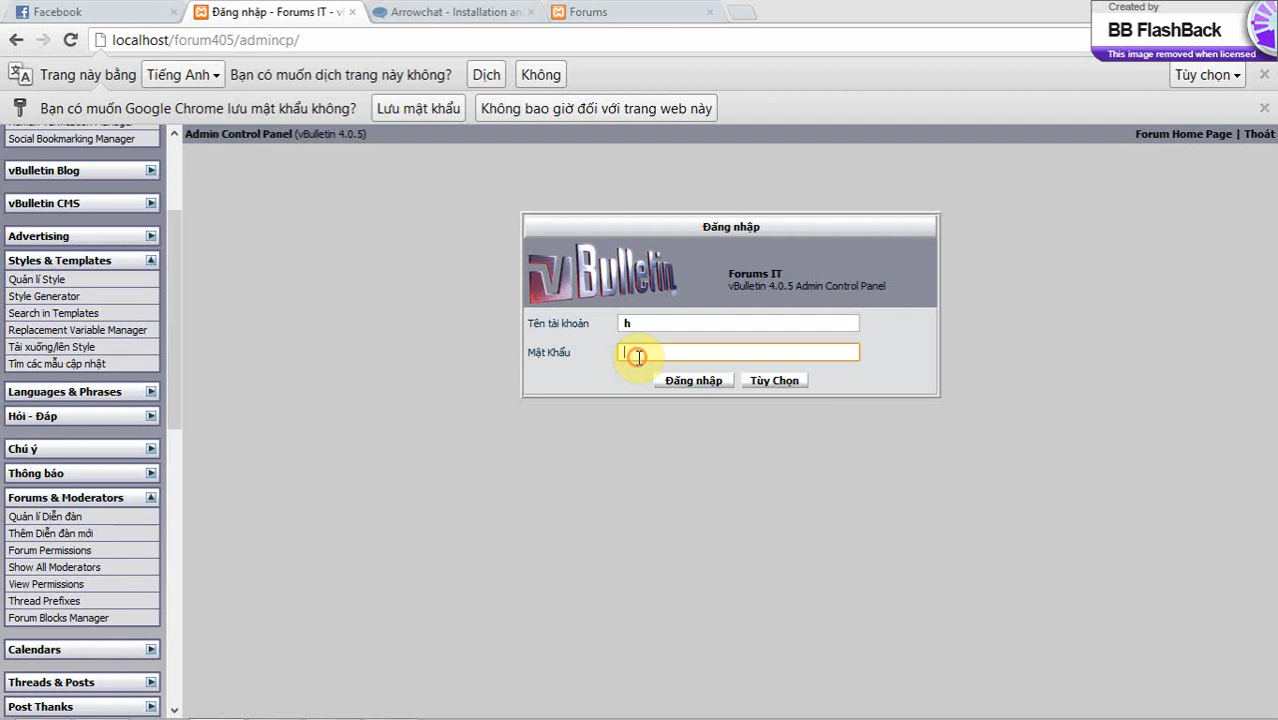 Facebook
Đăng nhập - Forums IT - v
Arrowchat - Installation an
Forums
Created by
BB FlashBack
This image removed when licensed
localhost/forum405/admincp/
Trang này bằng Tiếng Anh Bạn có muốn dịch trang này không? Dịch Không Tùy chọn
Bạn có muốn Google Chrome lưu mật khẩu không? Lưu mật khẩu Không bao giờ đối với trang web này
Admin Control Panel (vBulletin 4.0.5) Forum Home Page | Thoát
Social Bookmarking Manager
vBulletin Blog
vBulletin CMS
Advertising
Styles & Templates
Quản lí Style
Style Generator
Search in Templates
Replacement Variable Manager
Tải xuống/lên Style
Tìm các mẫu cập nhật
Languages & Phrases
Hỏi - Đáp
Chú ý
Thông báo
Forums & Moderators
Quản lí Diễn đàn
Thêm Diễn đàn mới
Forum Permissions
Show All Moderators
View Permissions
Thread Prefixes
Forum Blocks Manager
Calendars
Threads & Posts
Post Thanks
Đăng nhập
vBulletin
Forums IT
vBulletin 4.0.5 Admin Control Panel
Tên tài khoản h
Mật Khẩu
Đăng nhập Tùy Chọn